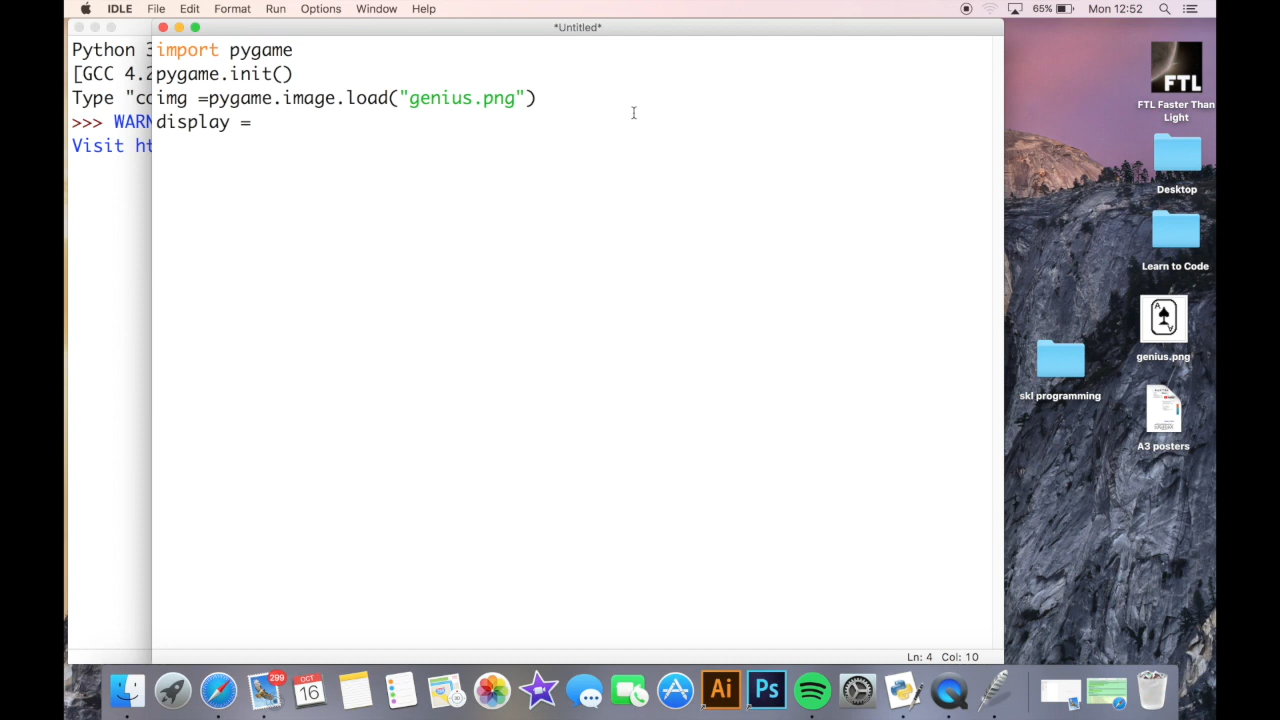 IDLE File Edit Format Run Options Window Help 65% Mon 12:52
*Untitled*
Python 3
[GCC 4.2
Type "co
>>> WARN
Visit ht
import pygame
pygame.init()
img =pygame.image.load("genius.png")
display =
Ln: 4 Col: 10
FTL
FTL Faster Than
Light
Desktop
Learn to Code
genius.png
skl programming
A3 posters
299
OCT
16
Ai
Ps